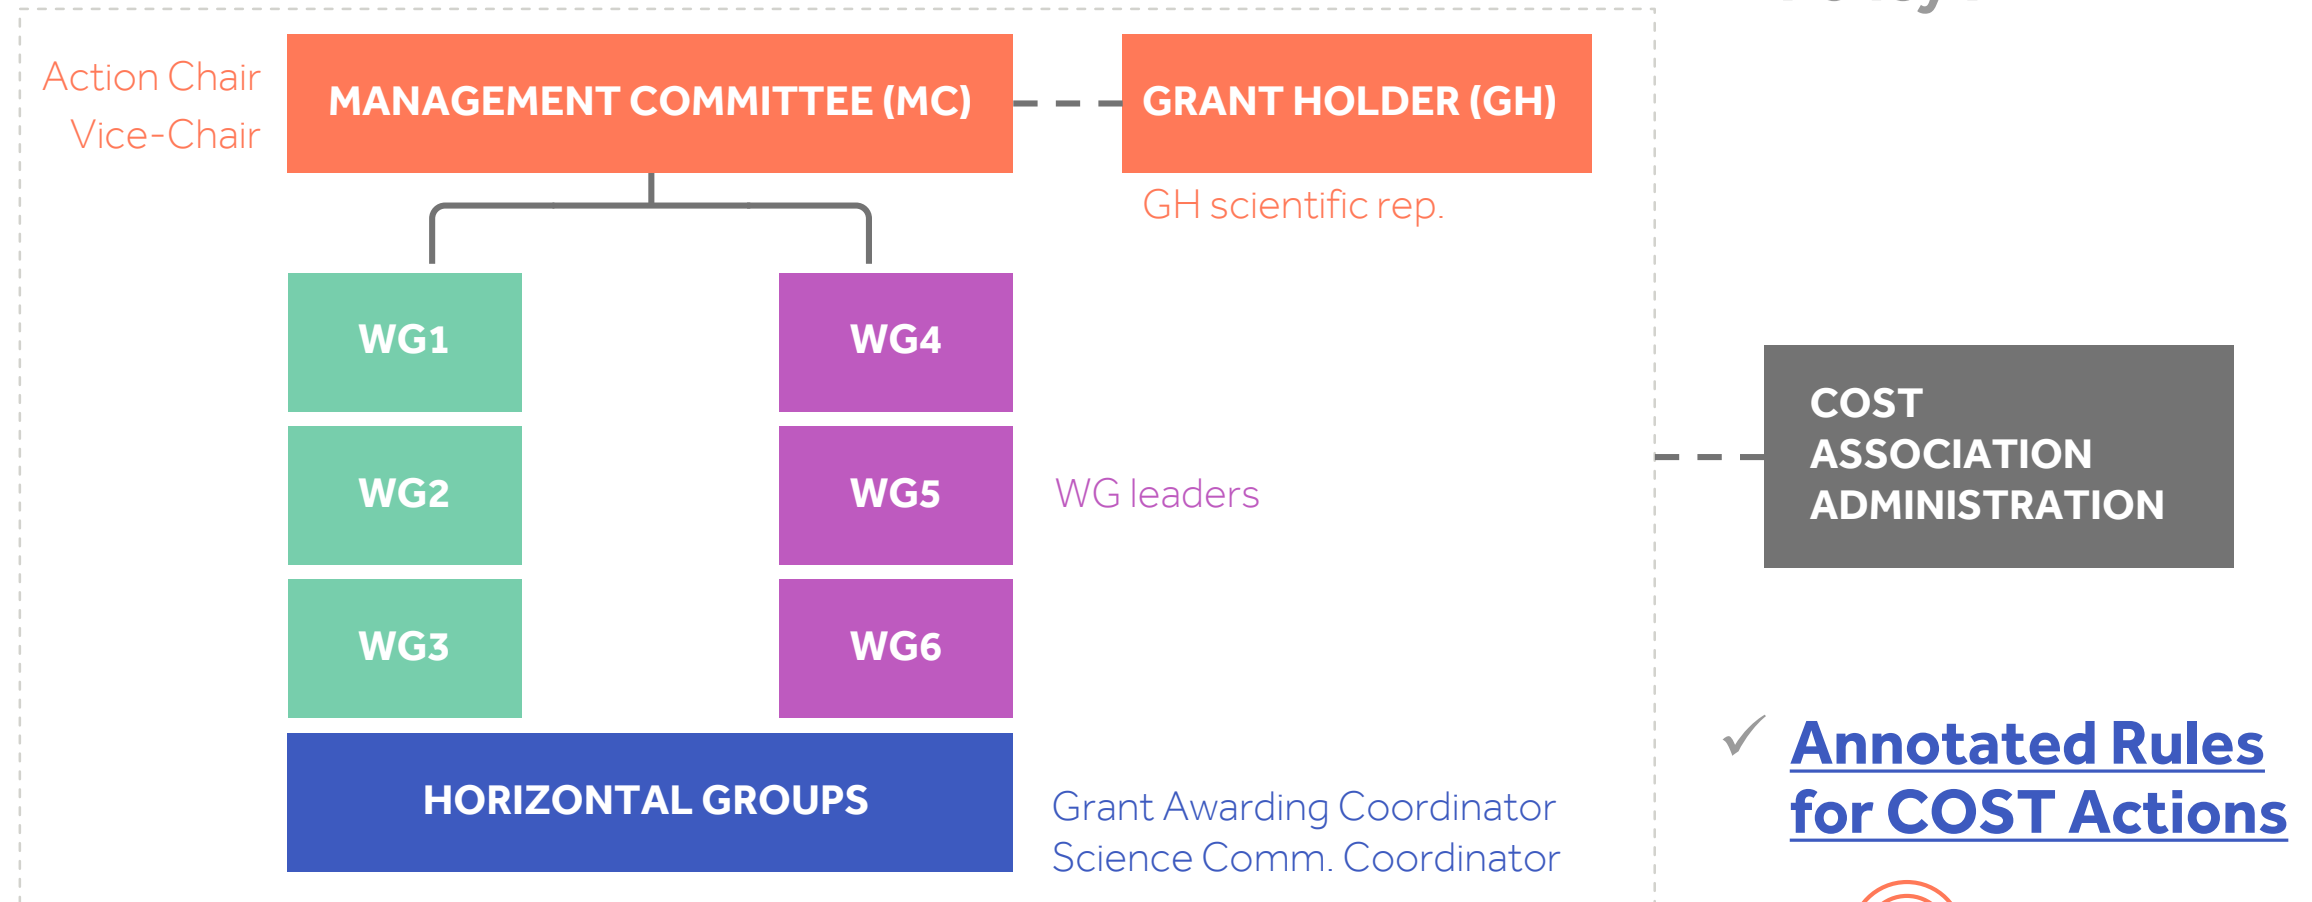 Action Chair
Vice-Chair
MANAGEMENT COMMITTEE (MC)
GRANT HOLDER (GH)
GH scientific rep.
WG1
WG4
WG2
WG5
WG leaders
WG3
WG6
HORIZONTAL GROUPS
Grant Awarding Coordinator
Science Comm. Coordinator
COST
ASSOCIATION
ADMINISTRATION
✓ Annotated Rules
for COST Actions